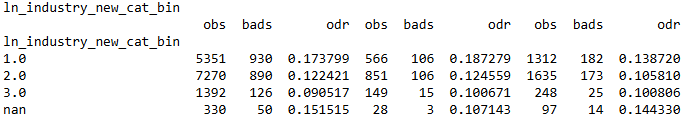 ln_industry_new_cat_bin
obs bads odr obs bads odr obs bads odr
ln_industry_new_cat_bin
1.0 5351 930 0.173799 566 106 0.187279 1312 182 0.138720
2.0 7270 890 0.122421 851 106 0.124559 1635 173 0.105810
3.0 1392 126 0.090517 149 15 0.100671 248 25 0.100806
nan 330 50 0.151515 28 3 0.107143 97 14 0.144330